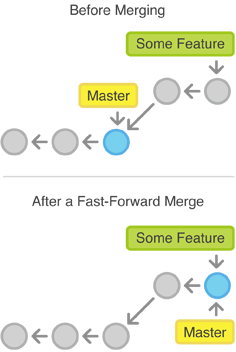 Before Merging
Some Feature
Master
After a Fast-Forward Merge
Some Feature
Master